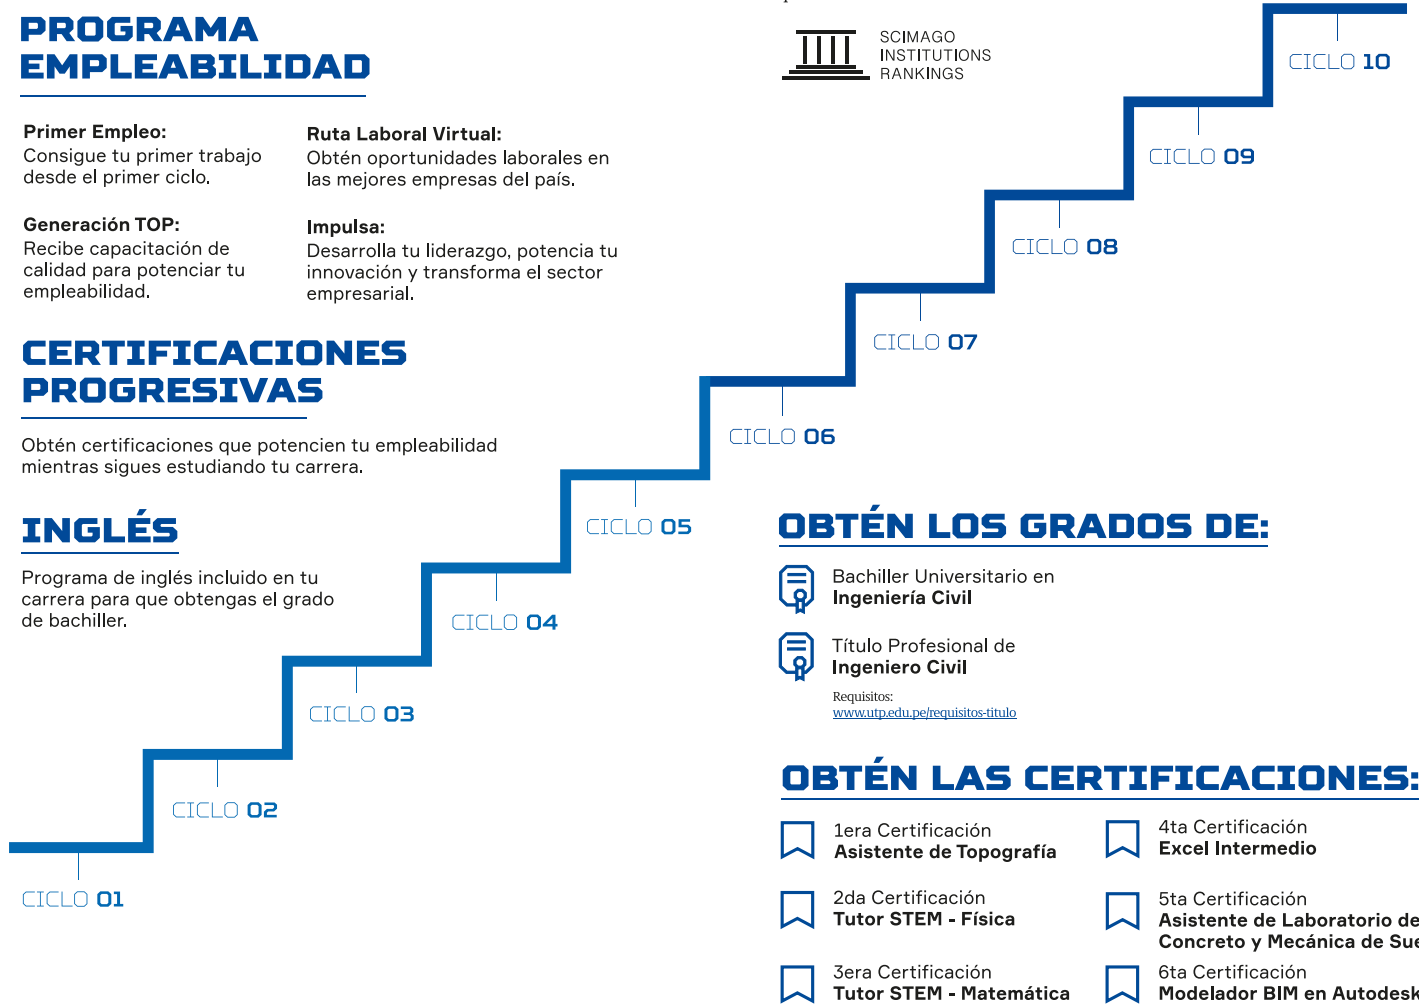 PROGRAMA
EMPLEABILIDAD
Primer Empleo:
Consigue tu primer trabajo
desde el primer ciclo.
Ruta Laboral Virtual:
Obtén oportunidades laborales en
las mejores empresas del país.
Generación TOP:
Recibe capacitación de
calidad para potenciar tu
empleabilidad.
Impulsa:
Desarrolla tu liderazgo, potencia tu
innovación y transforma el sector
empresarial.
CERTIFICACIONES
PROGRESIVAS
Obtén certificaciones que potencien tu empleabilidad
mientras sigues estudiando tu carrera.
INGLÉS
Programa de inglés incluido en tu
carrera para que obtengas el grado
de bachiller.
SCIMAGO
INSTITUTIONS
RANKINGS
CICLO 10
CICLO 09
CICLO 08
CICLO 07
CICLO 06
CICLO 05
CICLO 04
CICLO 03
CICLO 02
CICLO 01
OBTÉN LOS GRADOS DE:
Bachiller Universitario en
Ingeniería Civil
Título Profesional de
Ingeniero Civil
Requisitos:
www.utp.edu.pe/requisitos-titulo
OBTÉN LAS CERTIFICACIONES:
1era Certificación
Asistente de Topografía
2da Certificación
Tutor STEM - Física
3era Certificación
Tutor STEM - Matemática
4ta Certificación
Excel Intermedio
5ta Certificación
Asistente de Laboratorio de
Concreto y Mecánica de
6ta Certificación
Modelador BIM en Autodesk